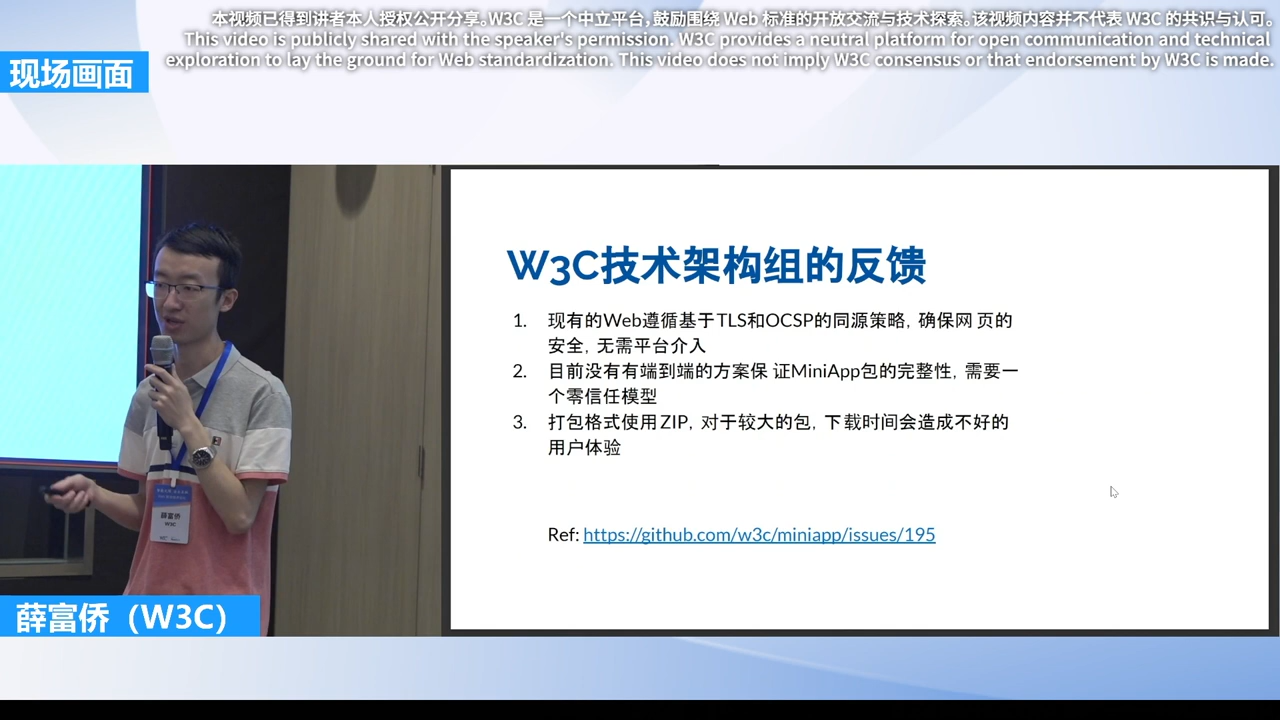 本视频已得到讲者本人授权公开分享。W3C 是一个中立平台，鼓励围绕 Web 标准的开放交流与技术探索。该视频内容并不代表 W3C 的共识与认可。
This video is publicly shared with the speaker's permission. W3C provides a neutral platform for open communication and technical
exploration to lay the ground for Web standardization. This video does not imply W3C consensus or that endorsement by W3C is made.
现场画面
W3C技术架构组的反馈
1. 现有的Web遵循基于TLS和OCSP的同源策略，确保网 页的
安全，无需平台介入
2. 目前没有有端到端的方案保 证MiniApp包的完整性，需要一
个零信任模型
3. 打包格式使用ZIP，对于较大的包，下载时间会造成不好的
用户体验
Ref: https://github.com/w3c/miniapp/issues/195
薛富侨
W3C
薛富侨（W3C）